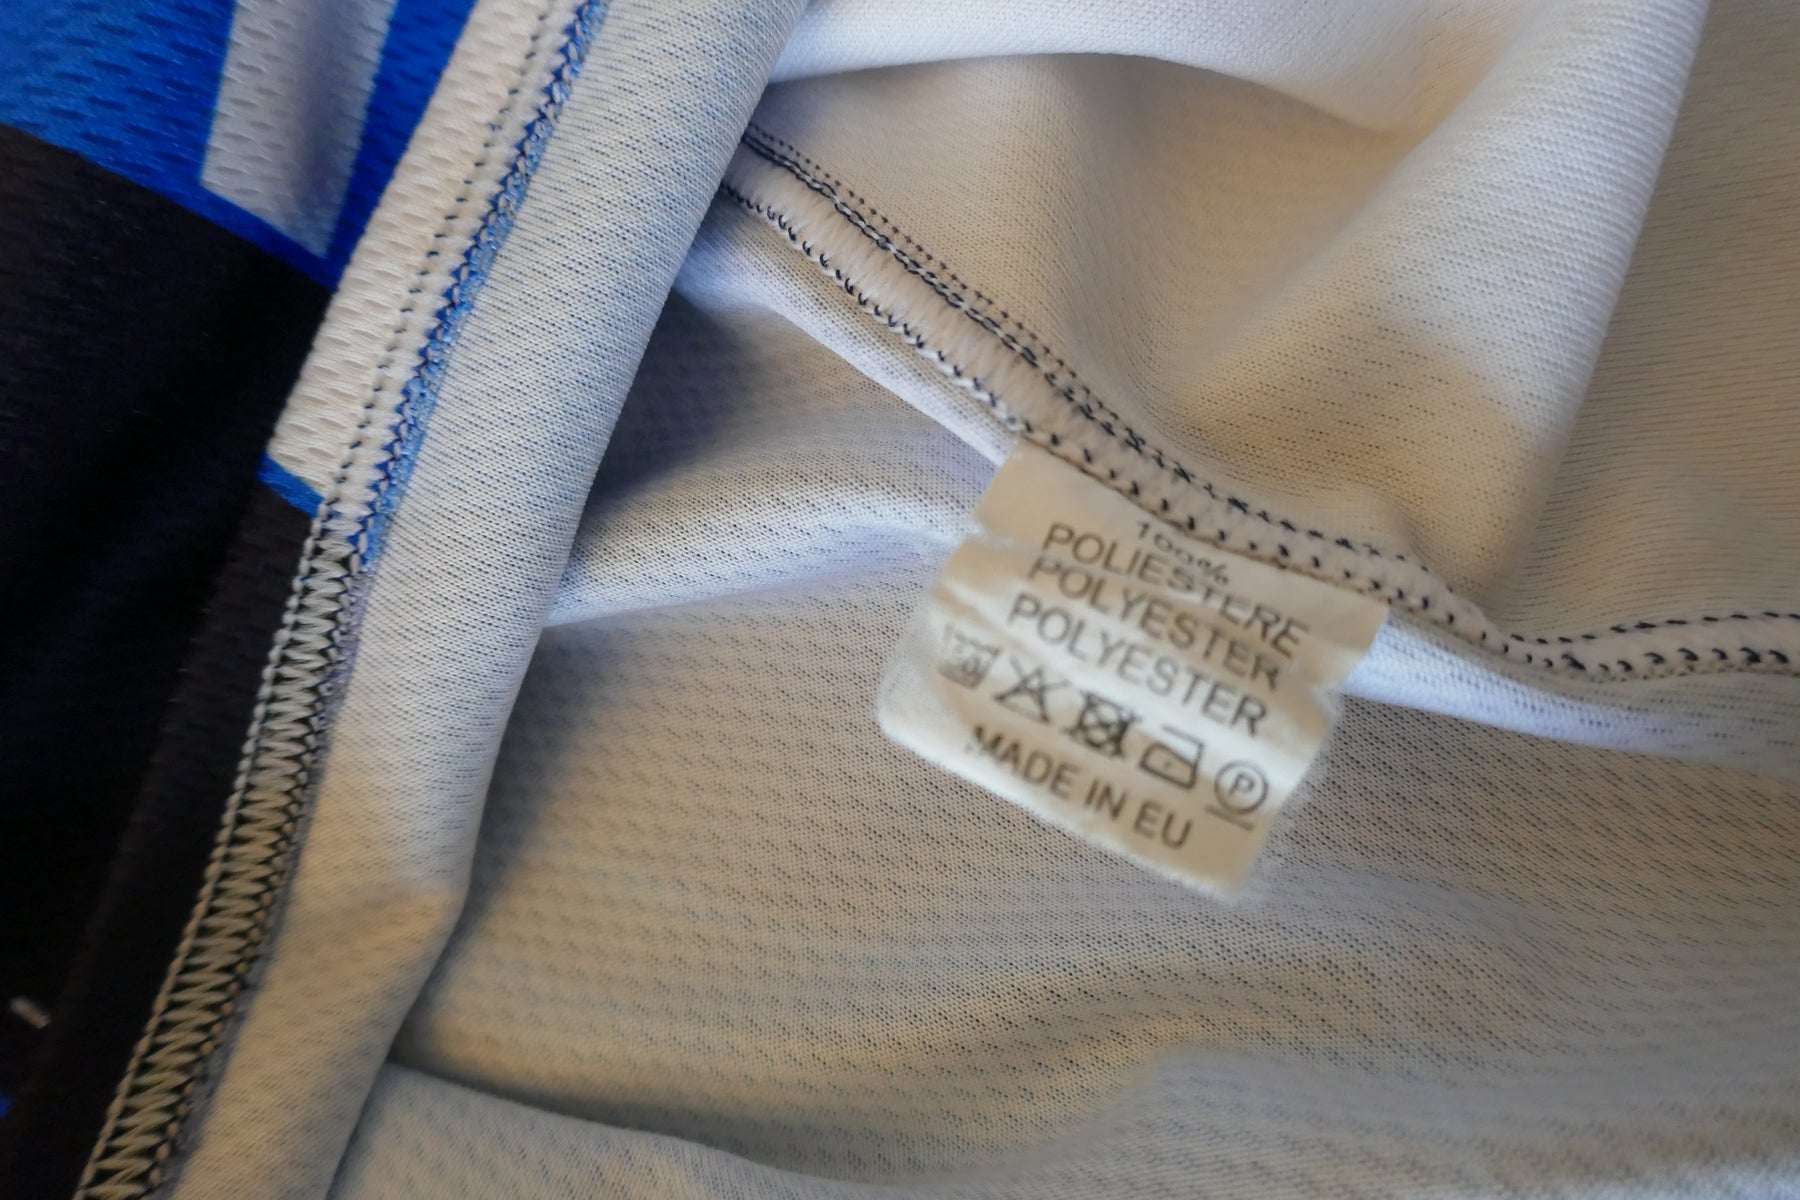 100%
POLIESTERE
POLYESTER
POLYESTER
P
MADE IN EU